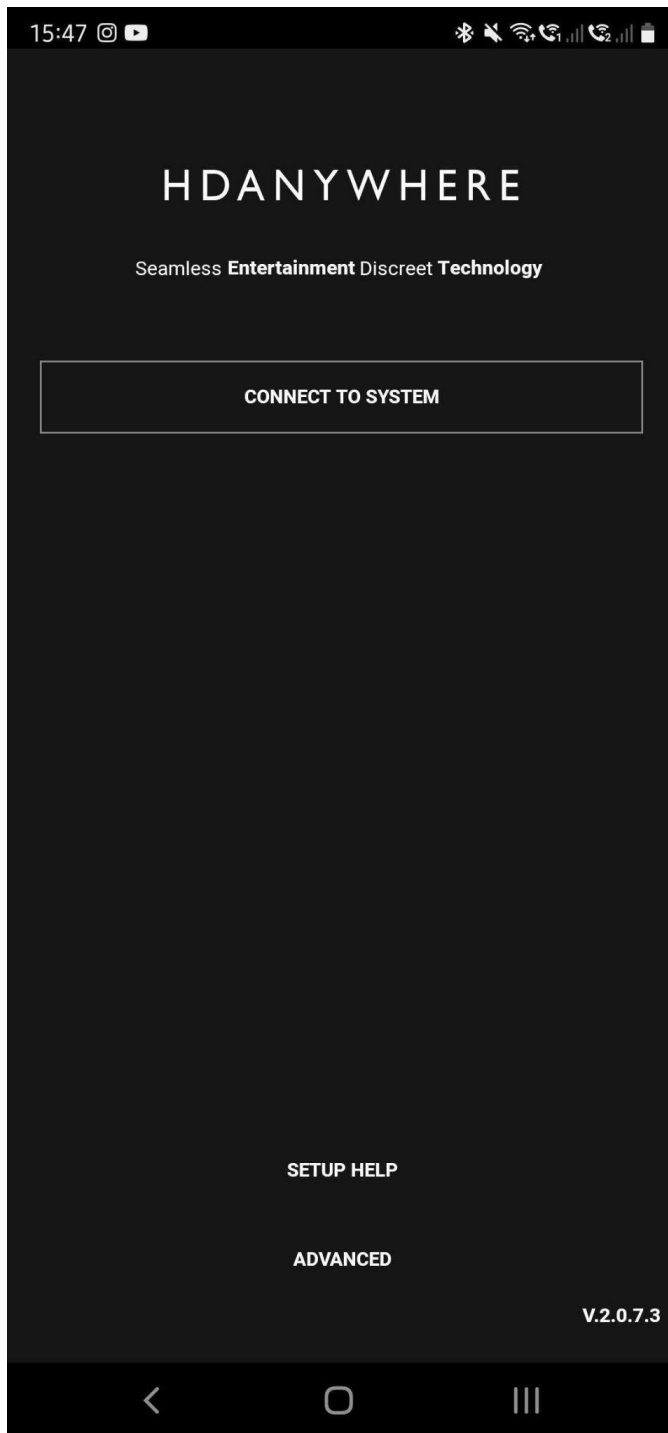 15:47
HDANYWHERE
Seamless Entertainment Discreet Technology
CONNECT TO SYSTEM
SETUP HELP
ADVANCED
V.2.0.7.3